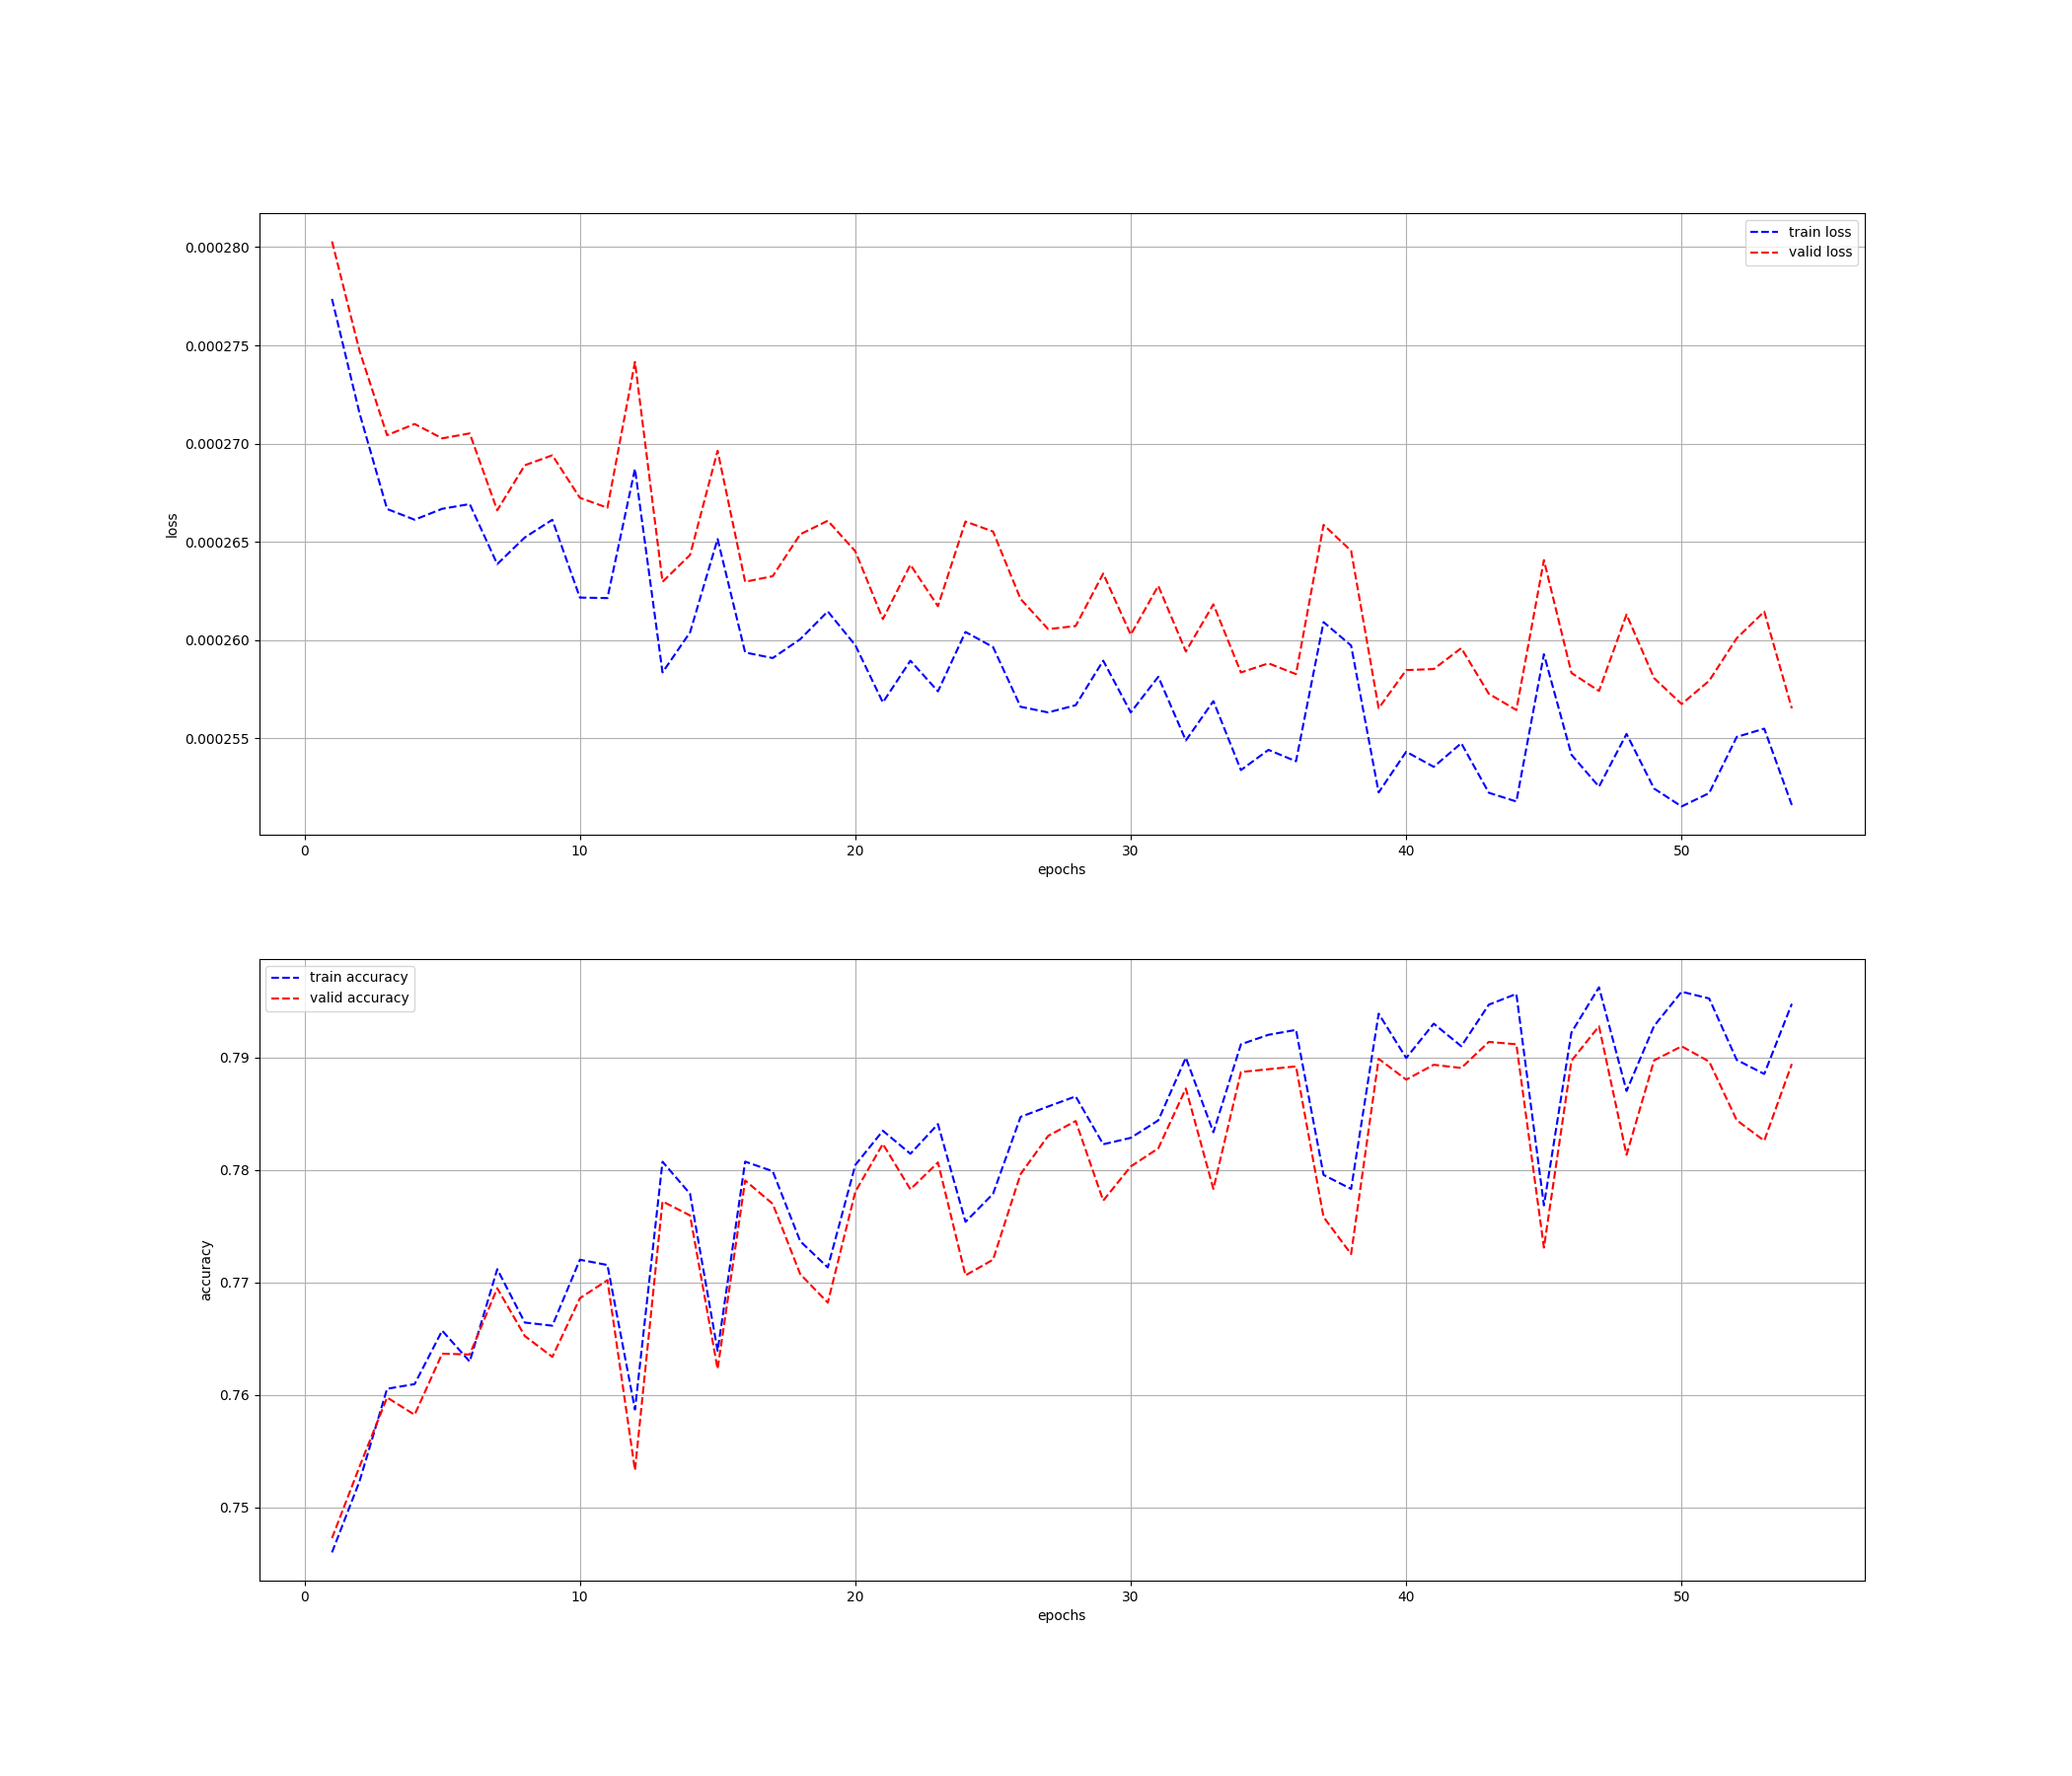 train loss
valid loss
0.000280
0.000275
0.000270
0.000265
0.000260
0.000255
loss
0 10 20 30 40 50
epochs
train accuracy
valid accuracy
0.79
0.78
0.77
0.76
0.75
accuracy
0 10 20 30 40 50
epochs